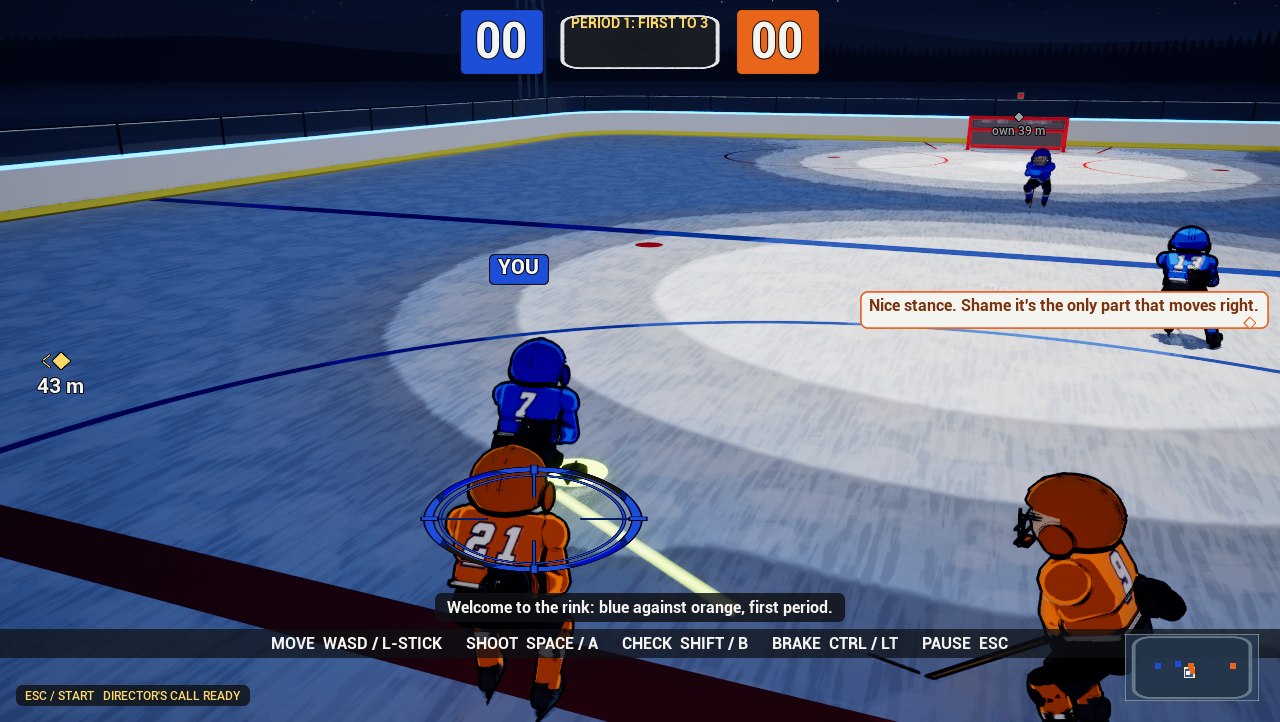 00
PERIOD 1: FIRST TO 3
00
own 39 m
YOU
13
Nice stance. Shame it's the only part that moves right.
43 m
7
21
9
Welcome to the rink: blue against orange, first period.
MOVE WASD / L-STICK SHOOT SPACE / A CHECK SHIFT / B BRAKE CTRL / LT PAUSE ESC
ESC / START DIRECTOR'S CALL READY